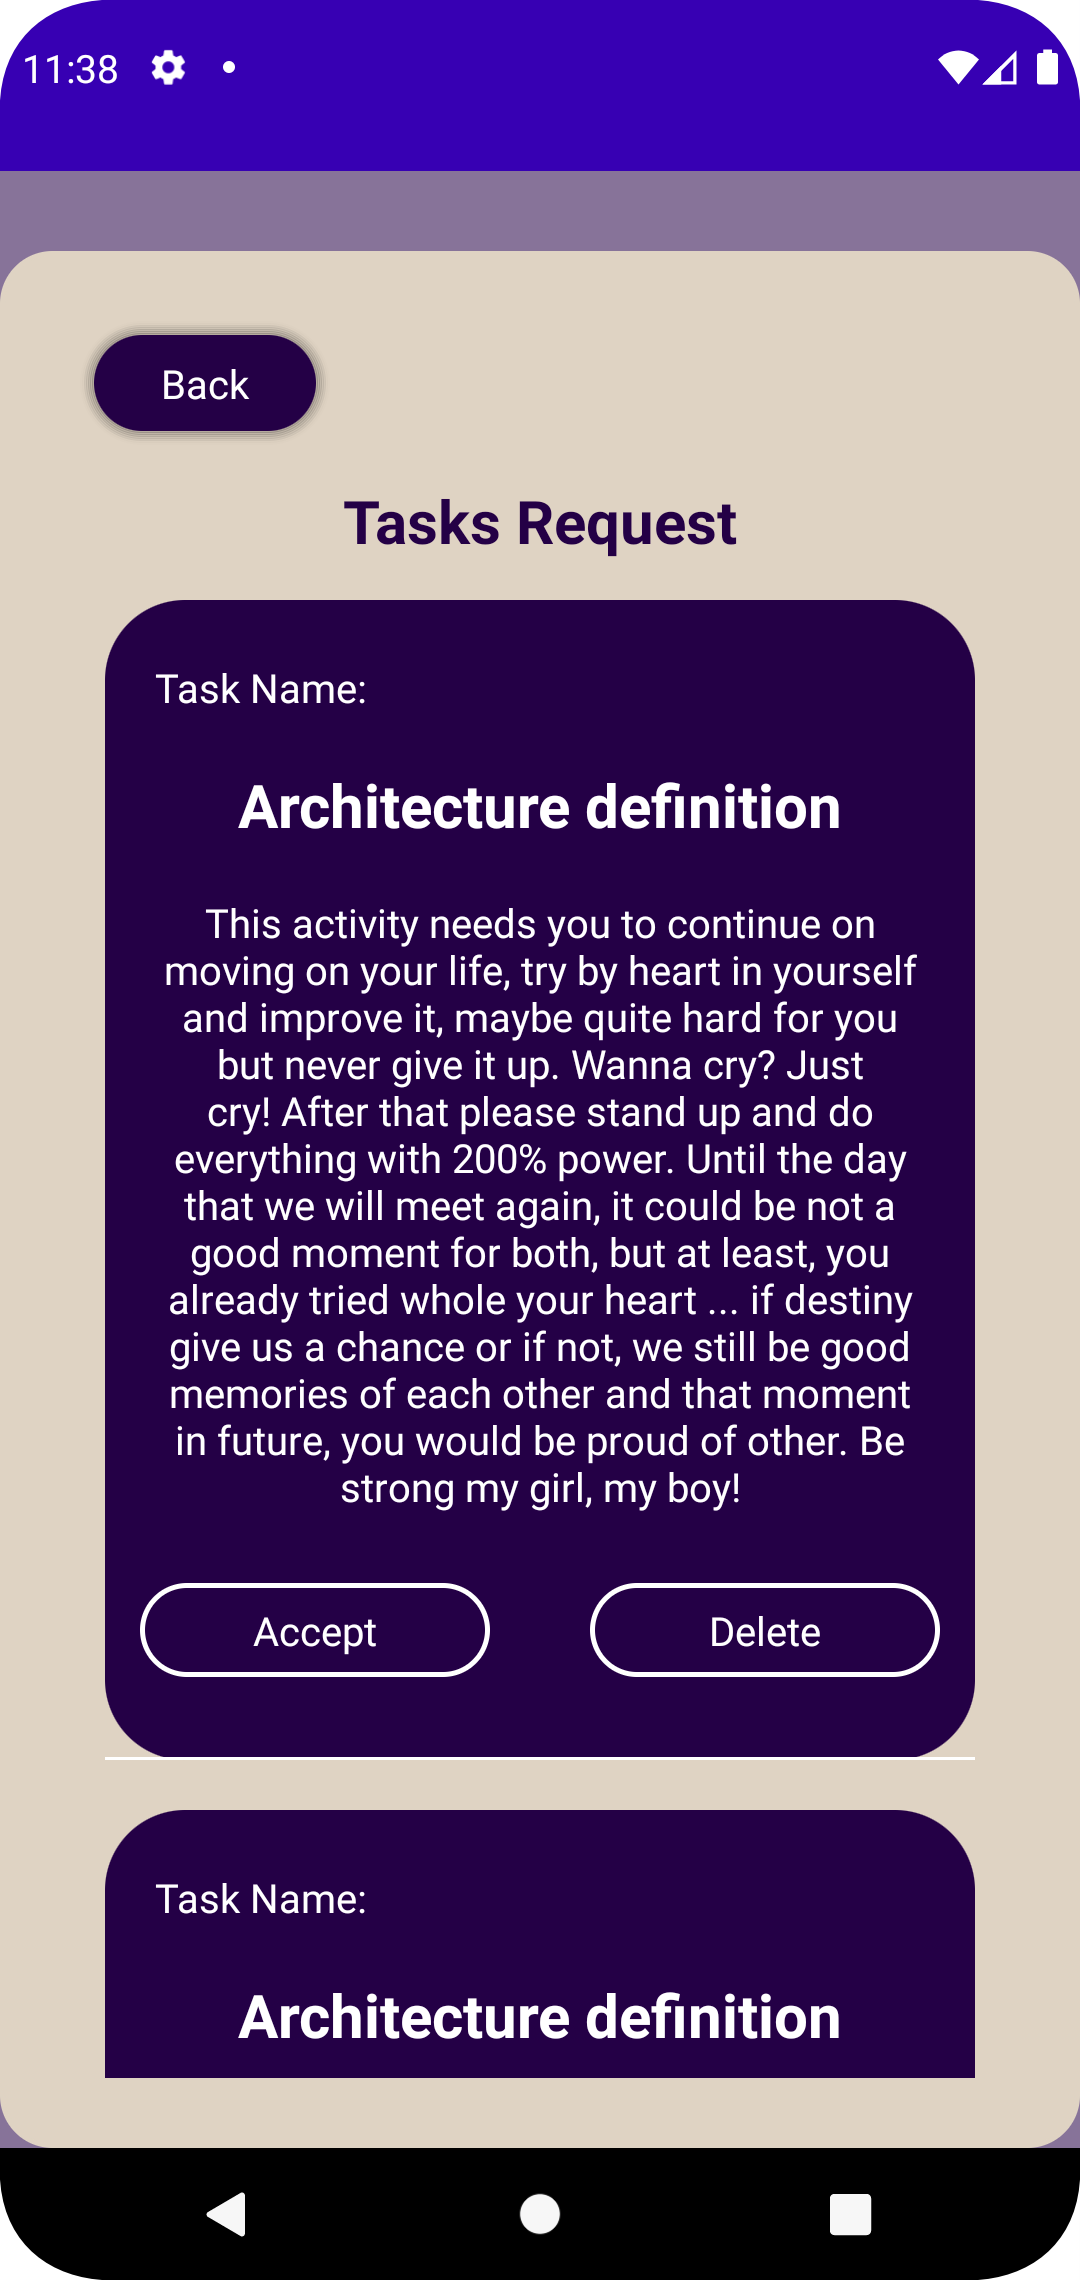 11:38
Back
Tasks Request
Task Name:
Architecture definition
This activity needs you to continue on
moving on your life, try by heart in yourself
and improve it, maybe quite hard for you
but never give it up. Wanna cry? Just
cry! After that please stand up and do
everything with 200% power. Until the day
that we will meet again, it could be not a
good moment for both, but at least, you
already tried whole your heart ... if destiny
give us a chance or if not, we still be good
memories of each other and that moment
in future, you would be proud of other. Be
strong my girl, my boy!
Accept
Delete
Task Name:
Architecture definition